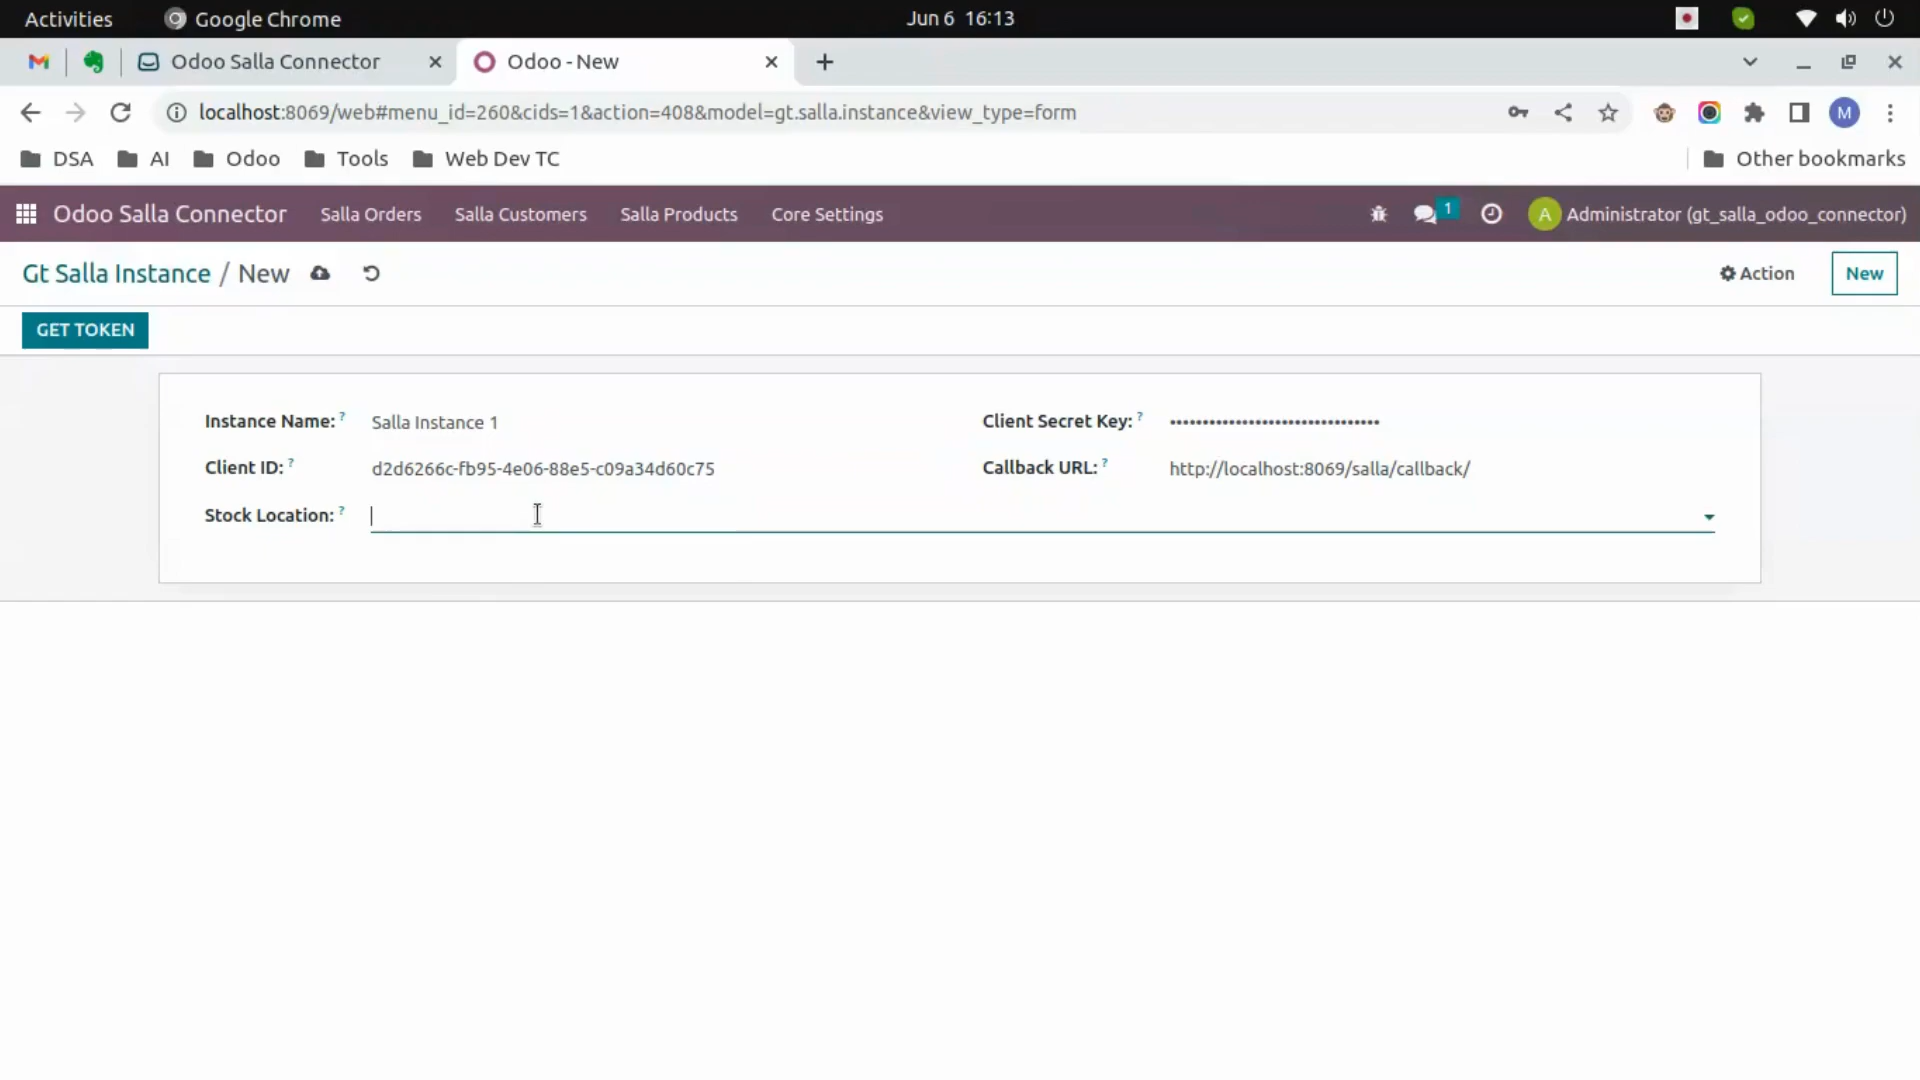 Activities Google Chrome Jun 6 16:13
Odoo Salla Connector Odoo - New
localhost:8069/web#menu_id=260&cids=1&action=408&model=gt.salla.instance&view_type=form M
DSA AI Odoo Tools Web Dev TC Other bookmarks
Odoo Salla Connector Salla Orders Salla Customers Salla Products Core Settings 1 A Administrator (gt_salla_odoo_connector)
Gt Salla Instance / New Action New
GET TOKEN
Instance Name: ? Salla Instance 1 Client Secret Key: ? ••••••••••••••••••••••••••••••••
Client ID: ? d2d6266c-fb95-4e06-88e5-c09a34d60c75 Callback URL: ? http://localhost:8069/salla/callback/
Stock Location: ?